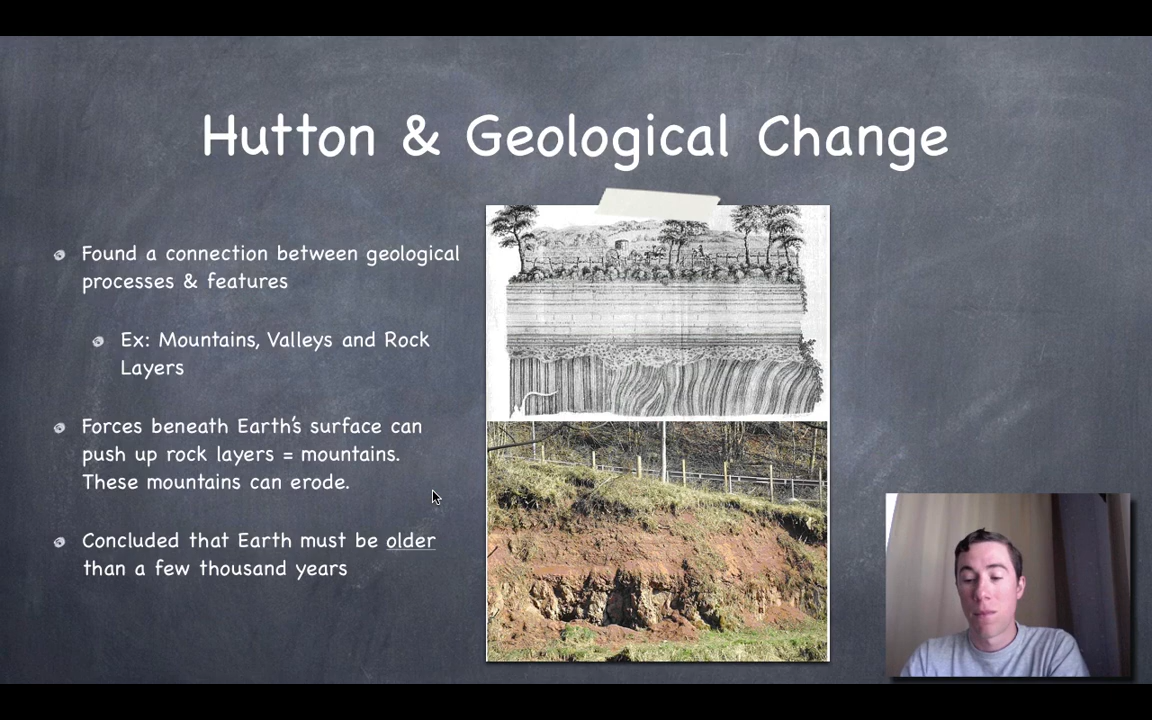 Hutton & Geological Change
Found a connection between geological
processes & features
Ex: Mountains, Valleys and Rock
Layers
Forces beneath Earth's surface can
push up rock layers = mountains.
These mountains can erode.
Concluded that Earth must be older
than a few thousand years